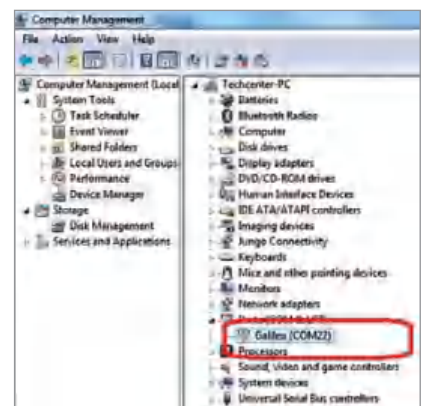 Computer Management
File Action View Help
Computer Management (Local
System Tools
Task Scheduler
Event Viewer
Shared Folders
Local Users and Groups
Performance
Device Manager
Storage
Disk Management
Services and Applications
Techcenter-PC
Batteries
Bluetooth Radios
Computer
Disk drives
Display adapters
DVD/CD-ROM drives
Human Interface Devices
IDE ATA/ATAPI controllers
Imaging devices
Jungo Connectivity
Keyboards
Mice and other pointing devices
Monitors
Network adapters
Galileo (COM22)
Processors
Sound, video and game controllers
System devices
Universal Serial Bus controllers